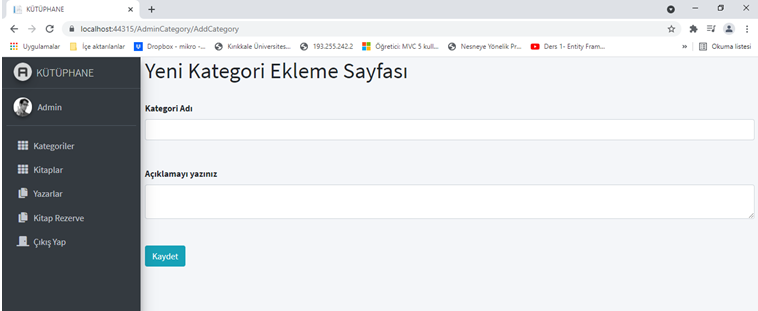 KÜTÜPHANE
localhost:44315/AdminCategory/AddCategory
Uygulamalar İçe aktarılanlar Dropbox - mikro -... Kırıkkale Üniversites... 193.255.242.2 Öğretici: MVC 5 kull... Nesneye Yönelik Pr... Ders 1- Entity Fram... » Okuma listesi
KÜTÜPHANE
Admin
Kategoriler
Kitaplar
Yazarlar
Kitap Rezerve
Çıkış Yap
Yeni Kategori Ekleme Sayfası
Kategori Adı
Açıklamayı yazınız
Kaydet